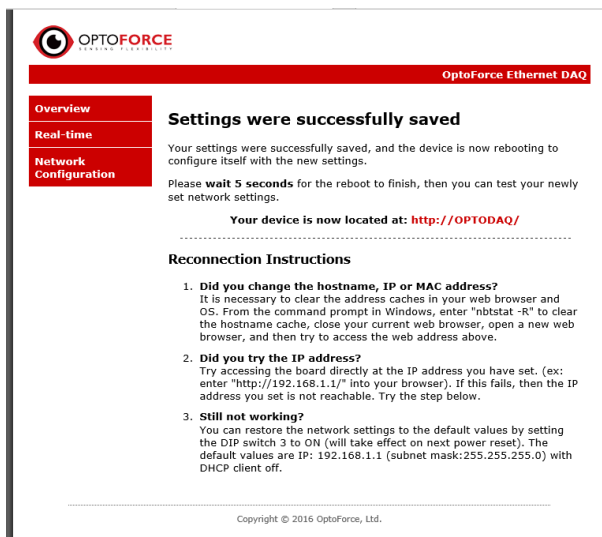 OPTOFORCE
SENSING FLEXIBILITY
OptoForce Ethernet DAQ
Overview
Real-time
Network
Configuration
Settings were successfully saved
Your settings were successfully saved, and the device is now rebooting to
configure itself with the new settings.
Please wait 5 seconds for the reboot to finish, then you can test your newly
set network settings.
Your device is now located at: http://OPTODAQ/
Reconnection Instructions
1. Did you change the hostname, IP or MAC address?
It is necessary to clear the address caches in your web browser and
OS. From the command prompt in Windows, enter "nbtstat -R" to clear
the hostname cache, close your current web browser, open a new web
browser, and then try to access the web address above.
2. Did you try the IP address?
Try accessing the board directly at the IP address you have set. (ex:
enter "http://192.168.1.1/" into your browser). If this fails, then the IP
address you set is not reachable. Try the step below.
3. Still not working?
You can restore the network settings to the default values by setting
the DIP switch 3 to ON (will take effect on next power reset). The
default values are IP: 192.168.1.1 (subnet mask:255.255.255.0) with
DHCP client off.
Copyright © 2016 OptoForce, Ltd.